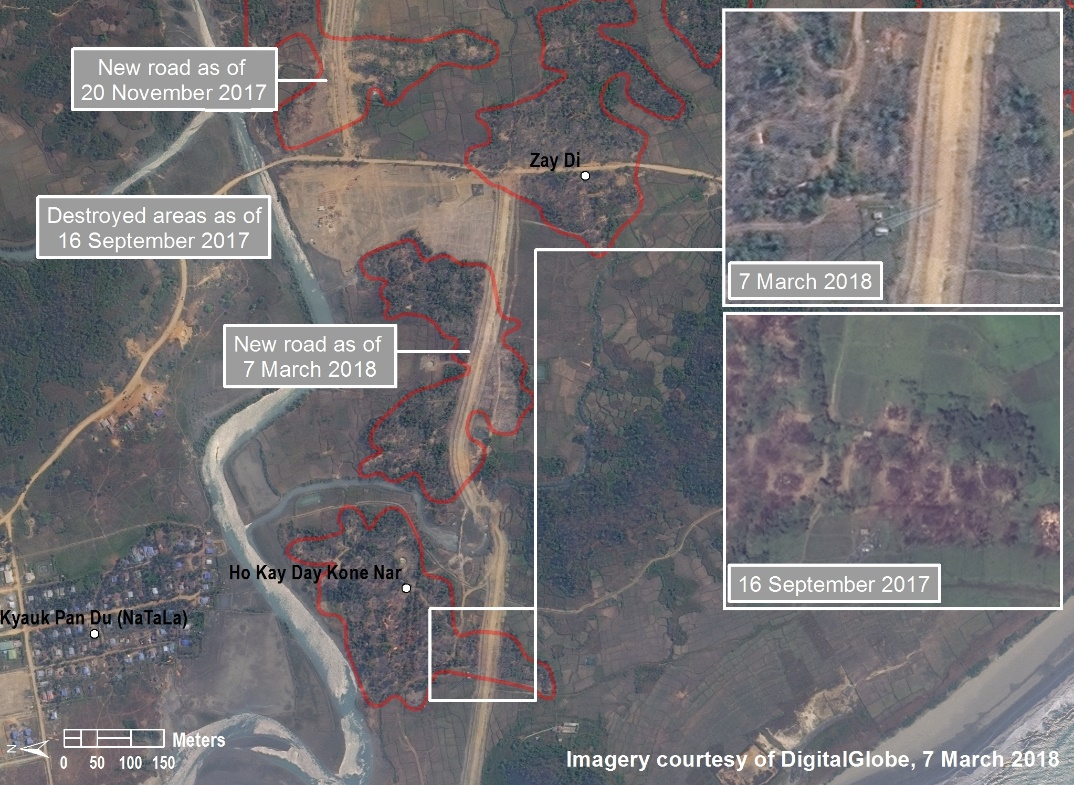 New road as of
20 November 2017
Zay Di
Destroyed areas as of
16 September 2017
7 March 2018
New road as of
7 March 2018
Ho Kay Day Kone Nar
16 September 2017
Kyauk Pan Du (NaTaLa)
N
Meters
0 50 100 150
Imagery courtesy of DigitalGlobe, 7 March 2018